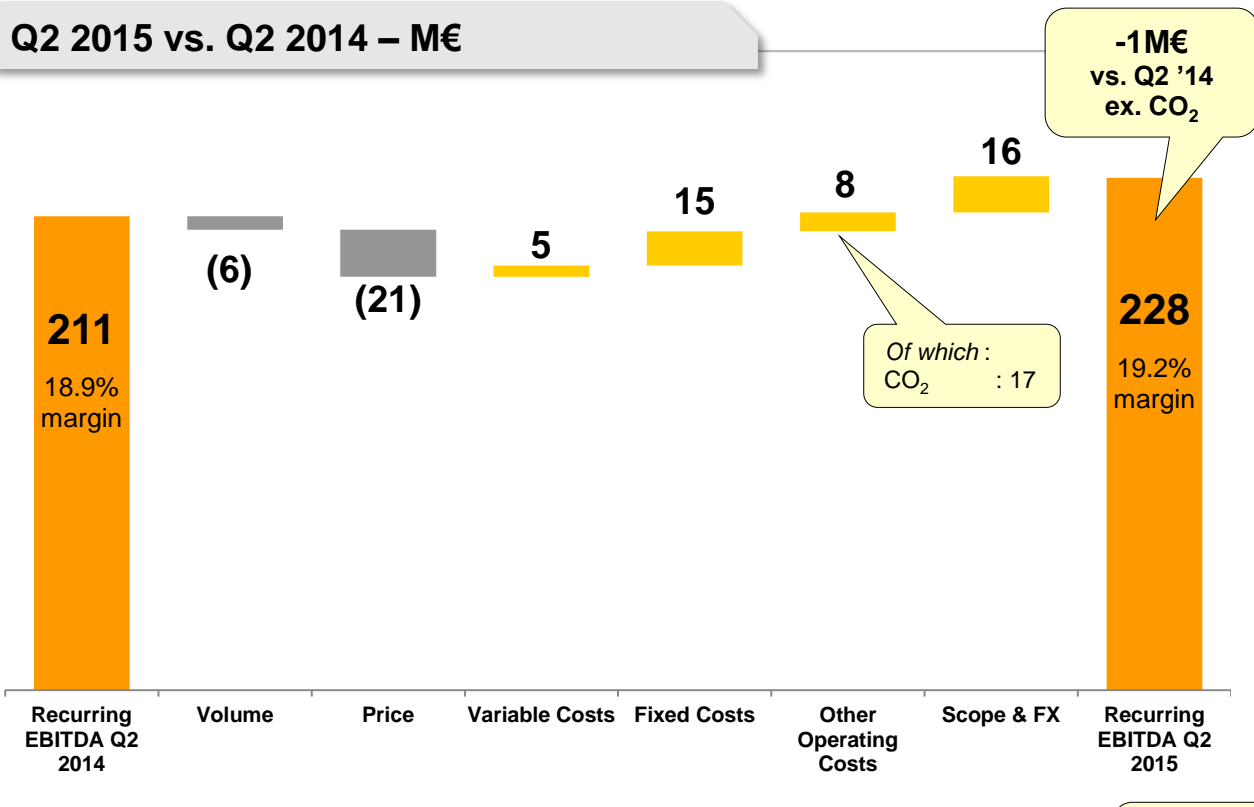 Q2 2015 vs. Q2 2014 – M€
-1M€
vs. Q2 ’14
ex. CO₂
211
18.9%
margin
(6)
(21)
5
15
8
16
Of which :
CO₂ : 17
228
19.2%
margin
Recurring
EBITDA Q2
2014
Volume
Price
Variable Costs
Fixed Costs
Other
Operating
Costs
Scope & FX
Recurring
EBITDA Q2
2015